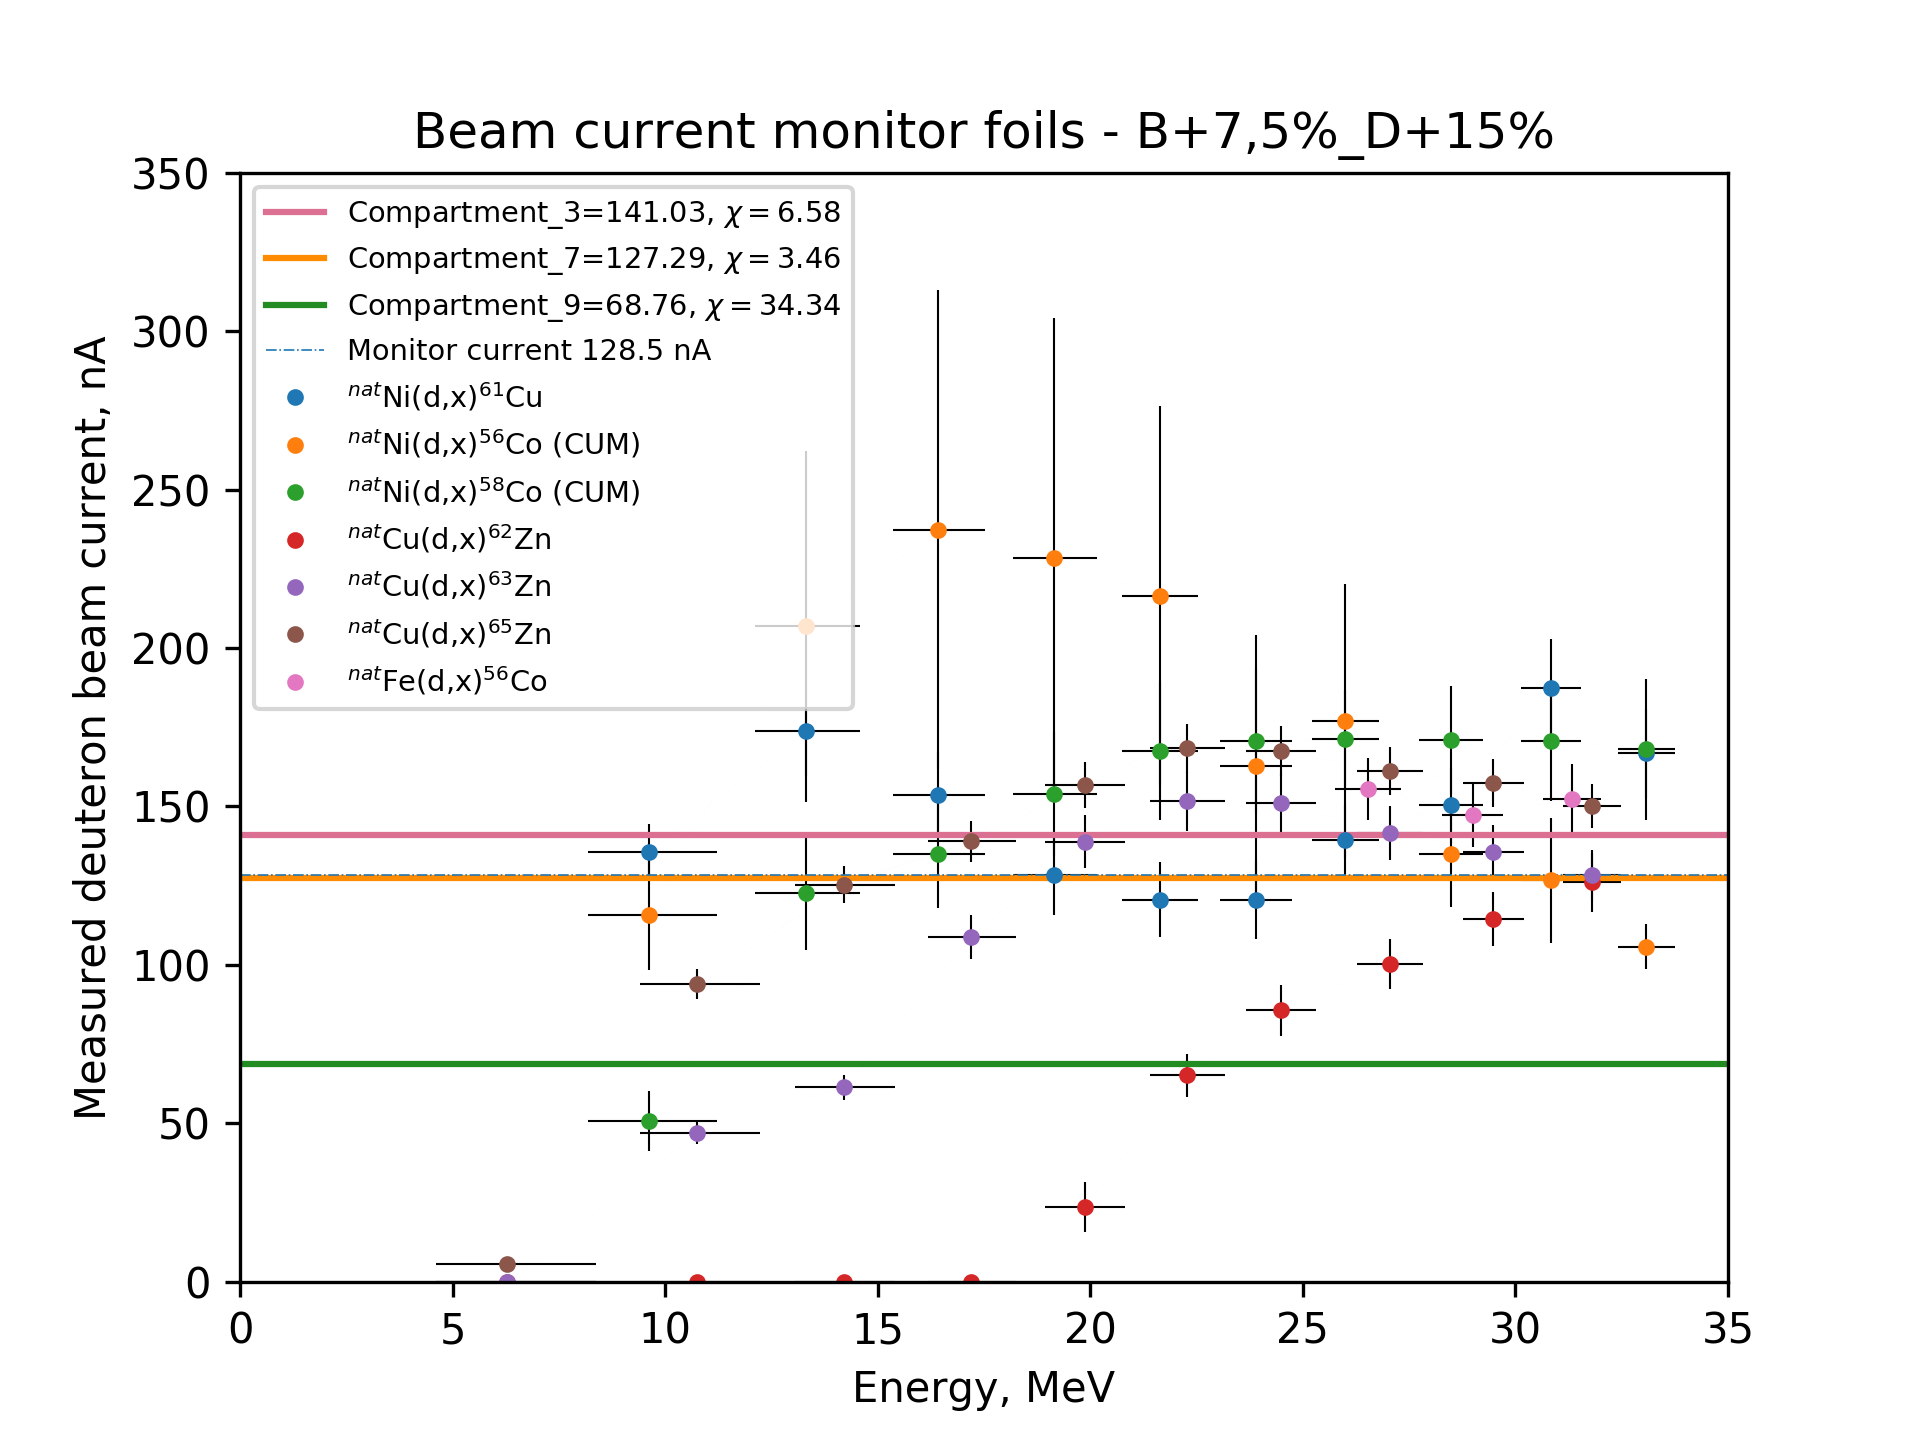 Beam current monitor foils - B+7,5%_D+15%
Measured deuteron beam current, nA
350
300
250
200
150
100
50
0
Compartment_3=141.03, χ = 6.58
Compartment_7=127.29, χ = 3.46
Compartment_9=68.76, χ = 34.34
Monitor current 128.5 nA
natNi(d,x)61Cu
natNi(d,x)56Co (CUM)
natNi(d,x)58Co (CUM)
natCu(d,x)62Zn
natCu(d,x)63Zn
natCu(d,x)65Zn
natFe(d,x)56Co
0 5 10 15 20 25 30 35
Energy, MeV